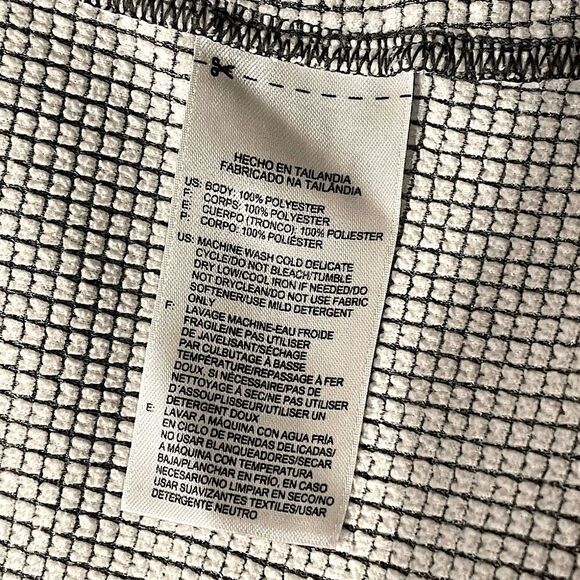 HECHO EN TAILANDIA
FABRICADO NA TAILÂNDIA
US: BODY: 100% POLYESTER
F: CORPS: 100% POLYESTER
E: CUERPO (TRONCO): 100% POLIESTER
P: CORPO: 100% POLIÉSTER
US: MACHINE WASH COLD DELICATE
CYCLE/DO NOT BLEACH/TUMBLE
DRY LOW/COOL IRON IF NEEDED/DO
NOT DRYCLEAN/DO NOT USE FABRIC
SOFTENER/USE MILD DETERGENT
ONLY
F: LAVAGE MACHINE-EAU FROIDE
FRAGILE/NE PAS UTILISER
DE JAVELISANT/SÉCHAGE
PAR CULBUTAGE À BASSE
TEMPÉRATURE/REPASSAGE À FER
DOUX, SI NÉCESSAIRE/PAS DE
NETTOYAGE À SEC/NE PAS UTILISER
D'ASSOUPLISSEUR/UTILISER UN
DETERGENT DOUX
E: LAVAR A MÁQUINA CON AGUA FRÍA
EN CICLO DE PRENDAS DELICADAS/
NO USAR BLANQUEADORES/SECAR
A MÁQUINA CON TEMPERATURA
BAJA/PLANCHAR EN FRÍO, EN CASO
NECESARIO/NO LIMPIAR EN SECO/NO
USAR SUAVIZANTES TEXTILES/USAR
DETERGENTE NEUTRO